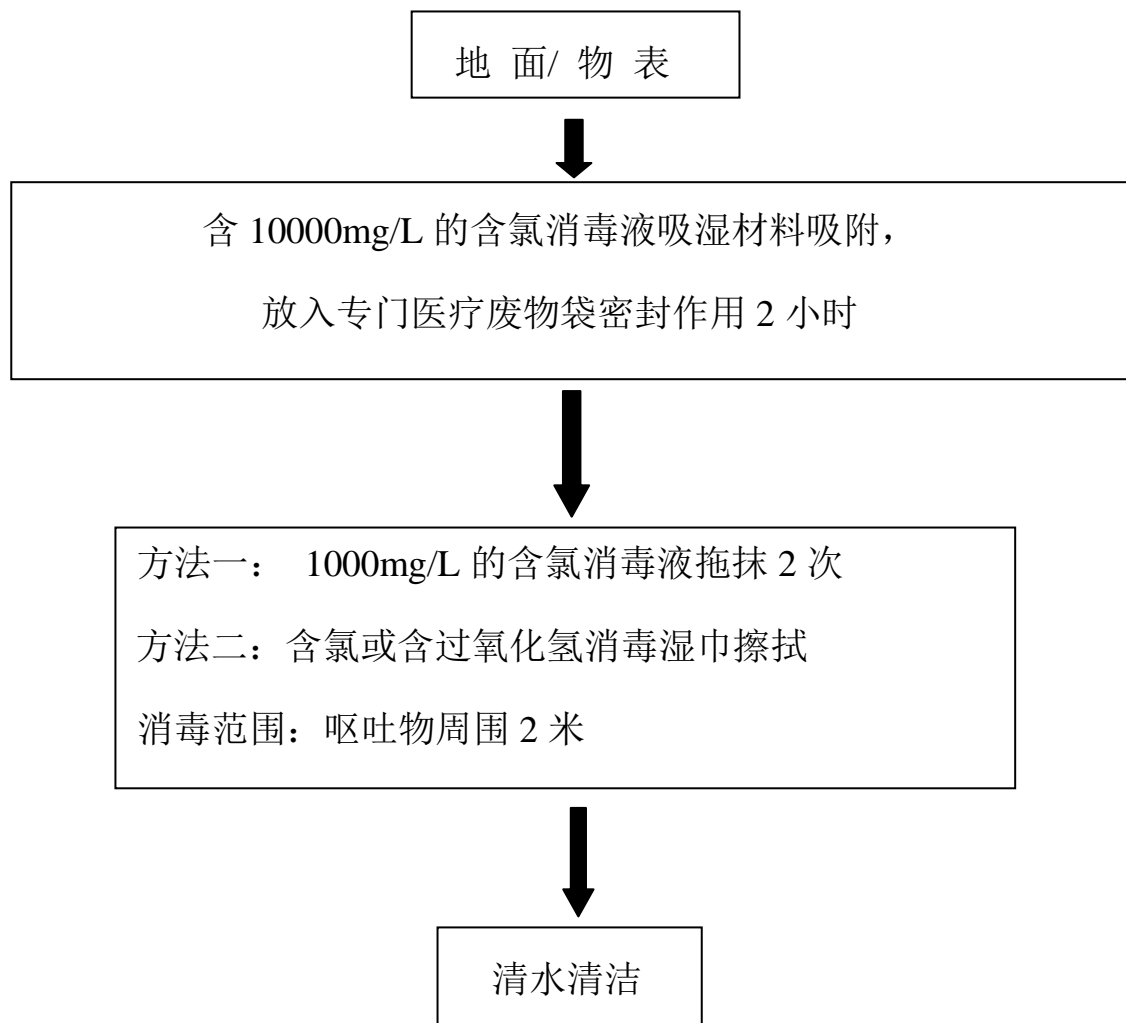 地 面/ 物 表
含 10000mg/L 的含氯消毒液吸湿材料吸附，
放入专门医疗废物袋密封作用 2 小时
方法一： 1000mg/L 的含氯消毒液拖抹 2 次
方法二：含氯或含过氧化氢消毒湿巾擦拭
消毒范围：呕吐物周围 2 米
清水清洁